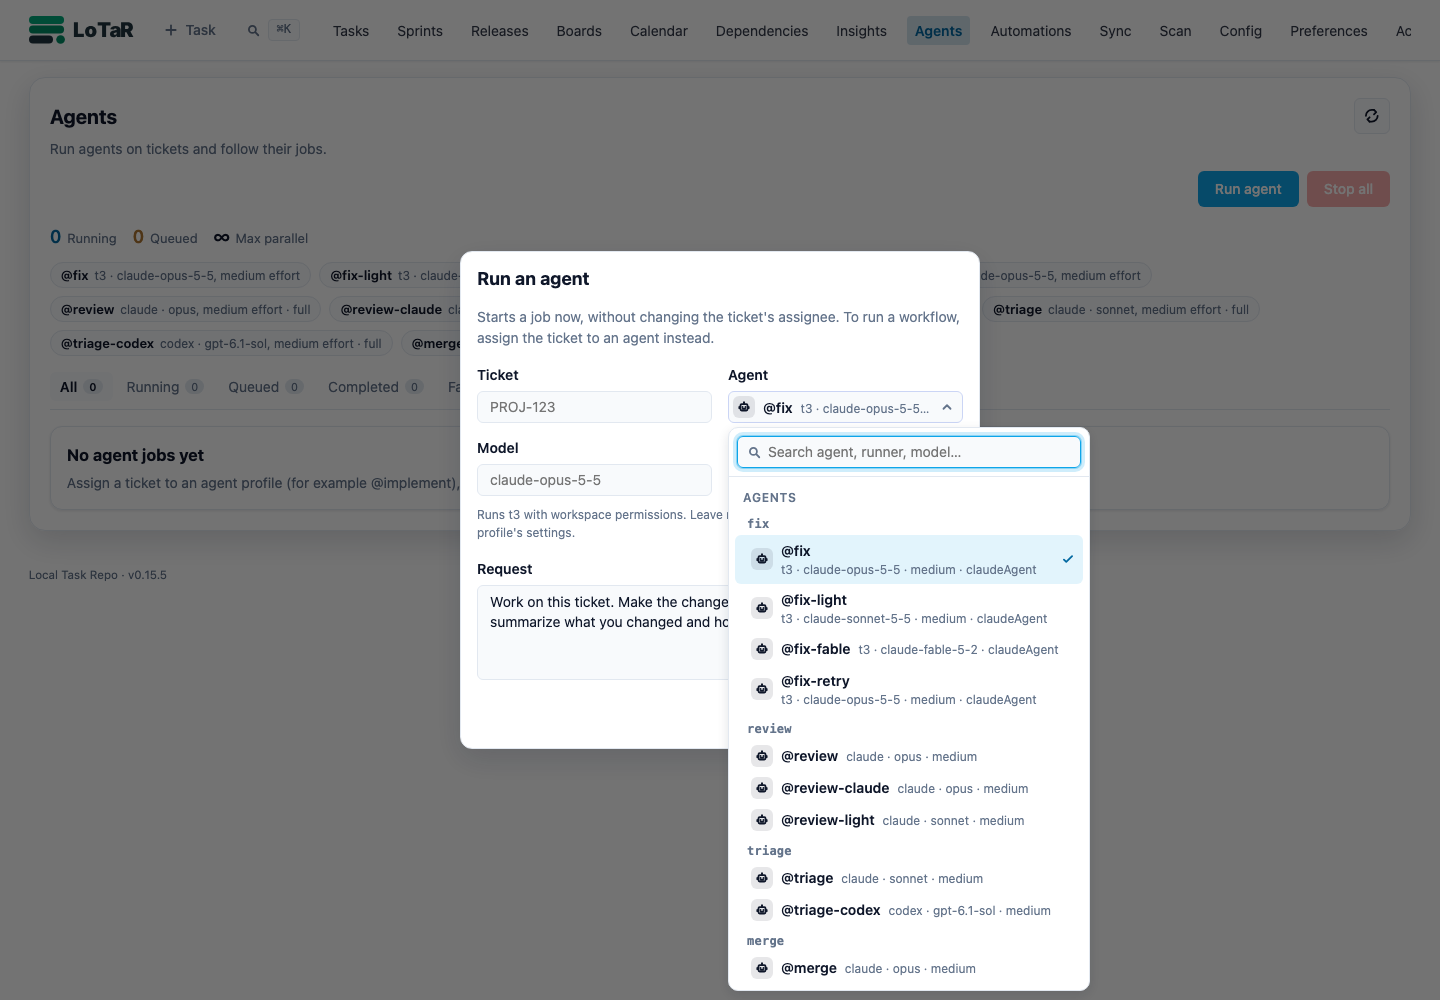 LoTaR
+ Task
⌘K
Tasks
Sprints
Releases
Boards
Calendar
Dependencies
Insights
Agents
Automations
Sync
Scan
Config
Preferences
Agents
Run agents on tickets and follow their jobs.
Run agent
Stop all
0 Running
0 Queued
∞ Max parallel
@fix t3 · claude-opus-5-5, medium effort
@fix-light t3 · claude-
de-opus-5-5, medium effort
@review claude · opus, medium effort · full
@review-claude
@triage claude · sonnet, medium effort · full
@triage-codex codex · gpt-6.1-sol, medium effort · full
@merge
All 0
Running 0
Queued 0
Completed 0
No agent jobs yet
Assign a ticket to an agent profile (for example @implement),
Local Task Repo · v0.15.5
Run an agent
Starts a job now, without changing the ticket's assignee. To run a workflow,
assign the ticket to an agent instead.
Ticket
PROJ-123
Agent
@fix t3 · claude-opus-5-5...
Model
claude-opus-5-5
Runs t3 with workspace permissions. Leave
profile's settings.
Request
Work on this ticket. Make the change
summarize what you changed and
Search agent, runner, model...
AGENTS
fix
@fix
t3 · claude-opus-5-5 · medium · claudeAgent
@fix-light
t3 · claude-sonnet-5-5 · medium · claudeAgent
@fix-fable t3 · claude-fable-5-2 · claudeAgent
@fix-retry
t3 · claude-opus-5-5 · medium · claudeAgent
review
@review claude · opus · medium
@review-claude claude · opus · medium
@review-light claude · sonnet · medium
triage
@triage claude · sonnet · medium
@triage-codex codex · gpt-6.1-sol · medium
merge
@merge claude · opus · medium